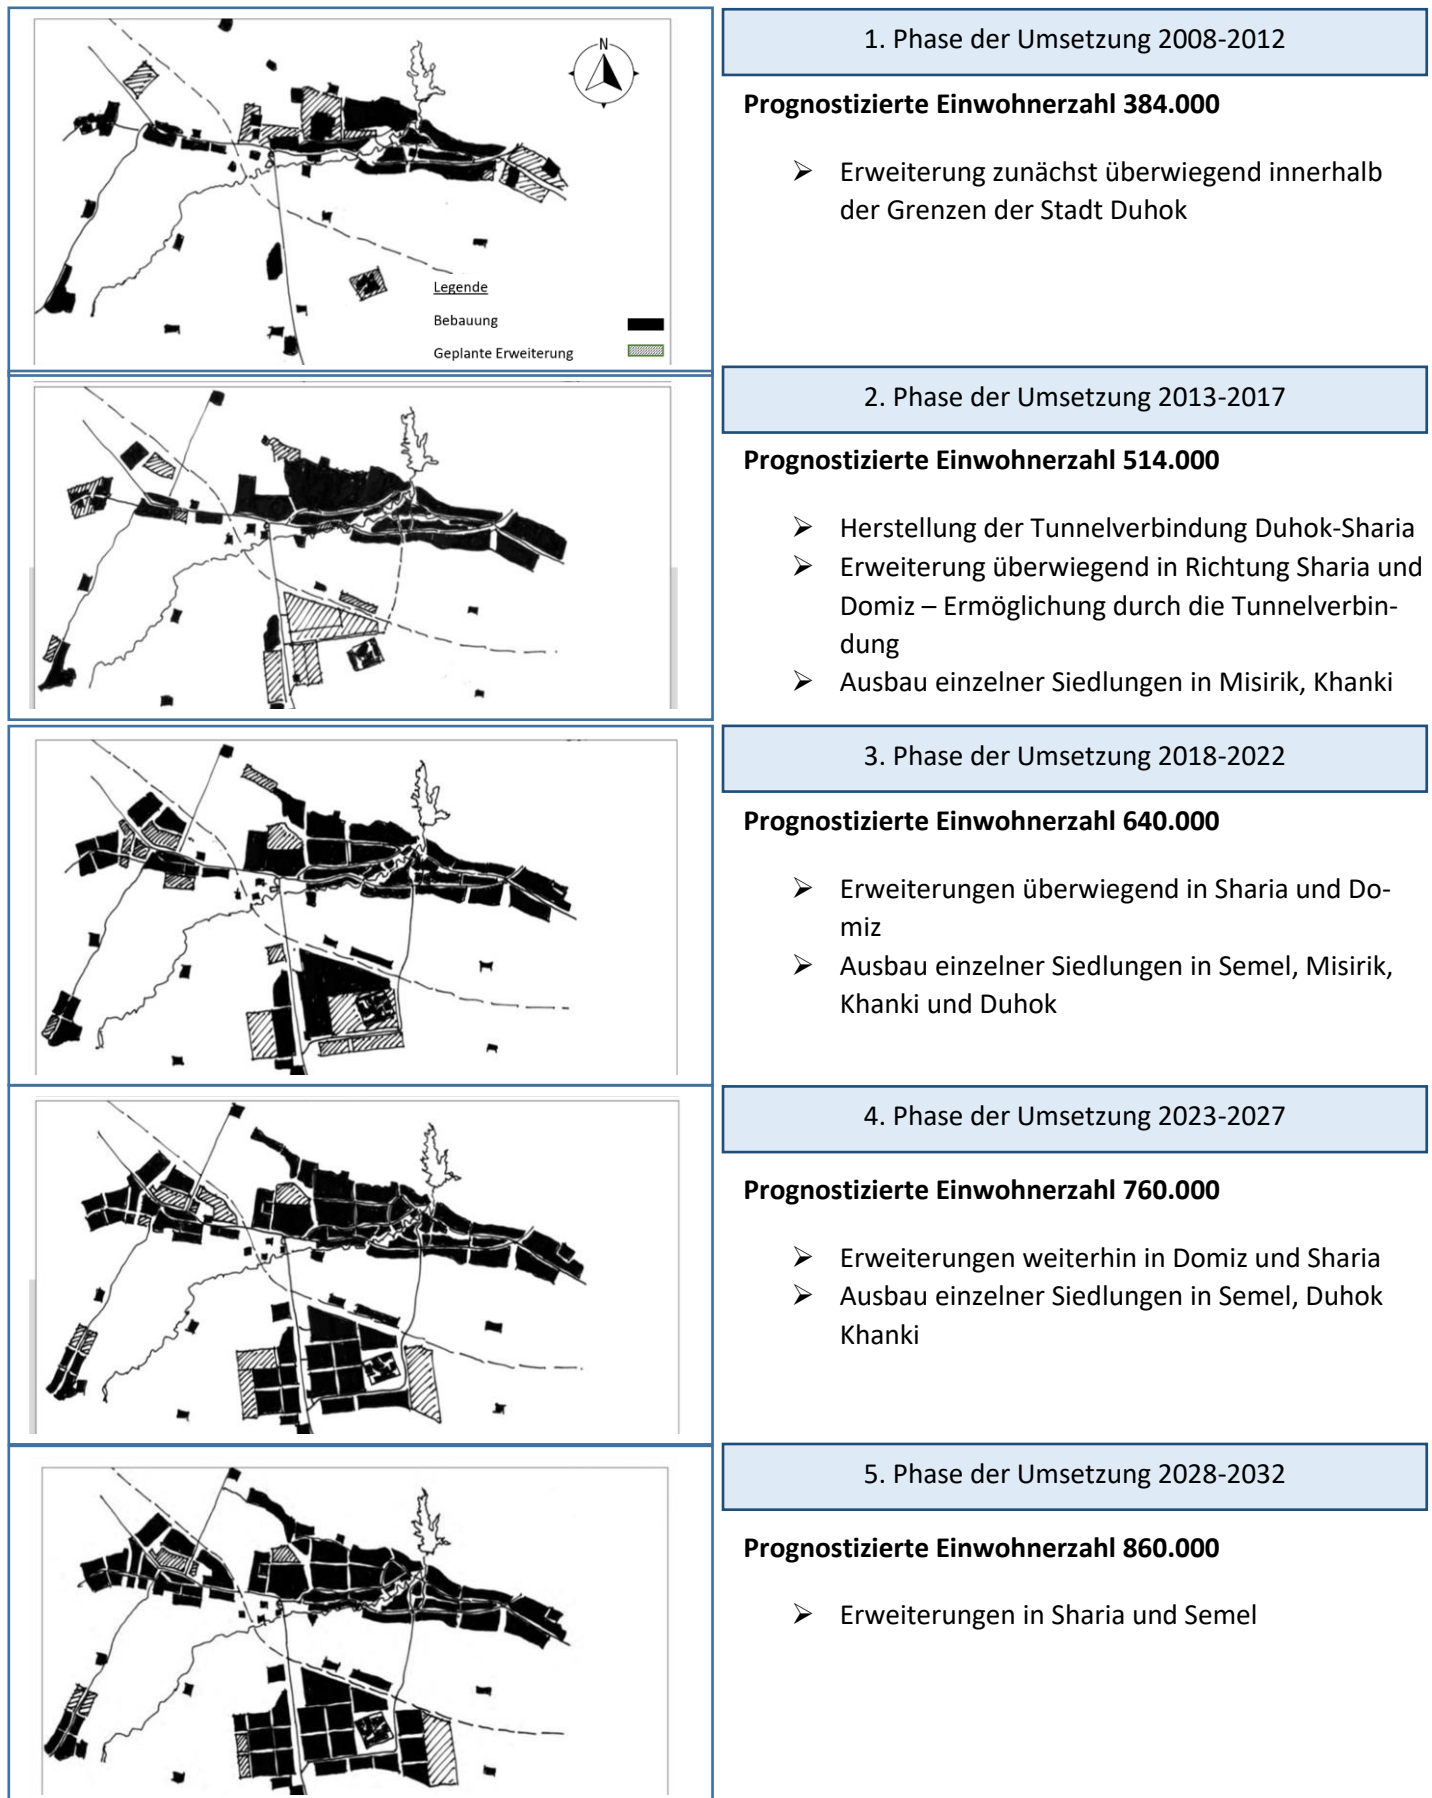 N
Legende
Bebauung
Geplante Erweiterung
1. Phase der Umsetzung 2008-2012
Prognostizierte Einwohnerzahl 384.000
➢ Erweiterung zunächst überwiegend innerhalb
der Grenzen der Stadt Duhok
2. Phase der Umsetzung 2013-2017
Prognostizierte Einwohnerzahl 514.000
➢ Herstellung der Tunnelverbindung Duhok-Sharia
➢ Erweiterung überwiegend in Richtung Sharia und
Domiz – Ermöglichung durch die Tunnelverbin-
dung
➢ Ausbau einzelner Siedlungen in Misirik, Khanki
3. Phase der Umsetzung 2018-2022
Prognostizierte Einwohnerzahl 640.000
➢ Erweiterungen überwiegend in Sharia und Do-
miz
➢ Ausbau einzelner Siedlungen in Semel, Misirik,
Khanki und Duhok
4. Phase der Umsetzung 2023-2027
Prognostizierte Einwohnerzahl 760.000
➢ Erweiterungen weiterhin in Domiz und Sharia
➢ Ausbau einzelner Siedlungen in Semel, Duhok
Khanki
5. Phase der Umsetzung 2028-2032
Prognostizierte Einwohnerzahl 860.000
➢ Erweiterungen in Sharia und Semel